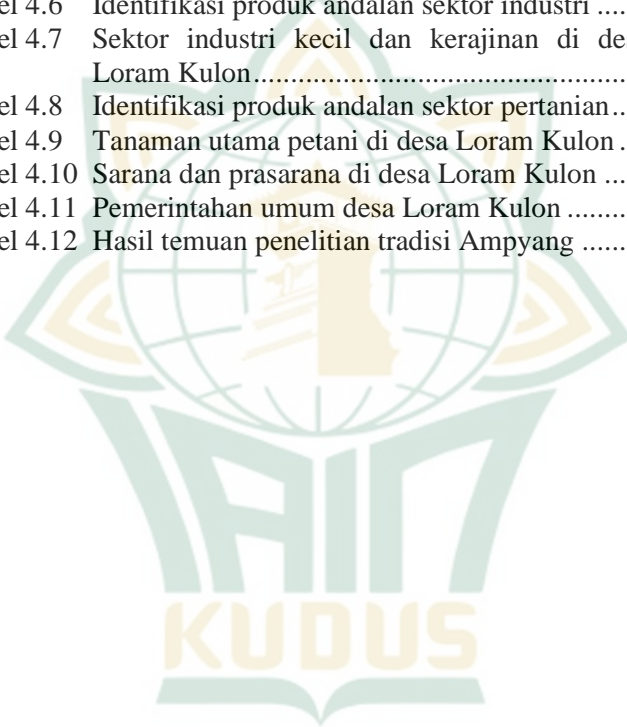 el 4.6 Identifikasi produk andalan sektor industri ....
el 4.7 Sektor industri kecil dan kerajinan di de
Loram Kulon...............................................
el 4.8 Identifikasi produk andalan sektor pertanian..
el 4.9 Tanaman utama petani di desa Loram Kulon .
el 4.10 Sarana dan prasarana di desa Loram Kulon ...
el 4.11 Pemerintahan umum desa Loram Kulon ........
el 4.12 Hasil temuan penelitian tradisi Ampyang ......
IAIN
KUDUS